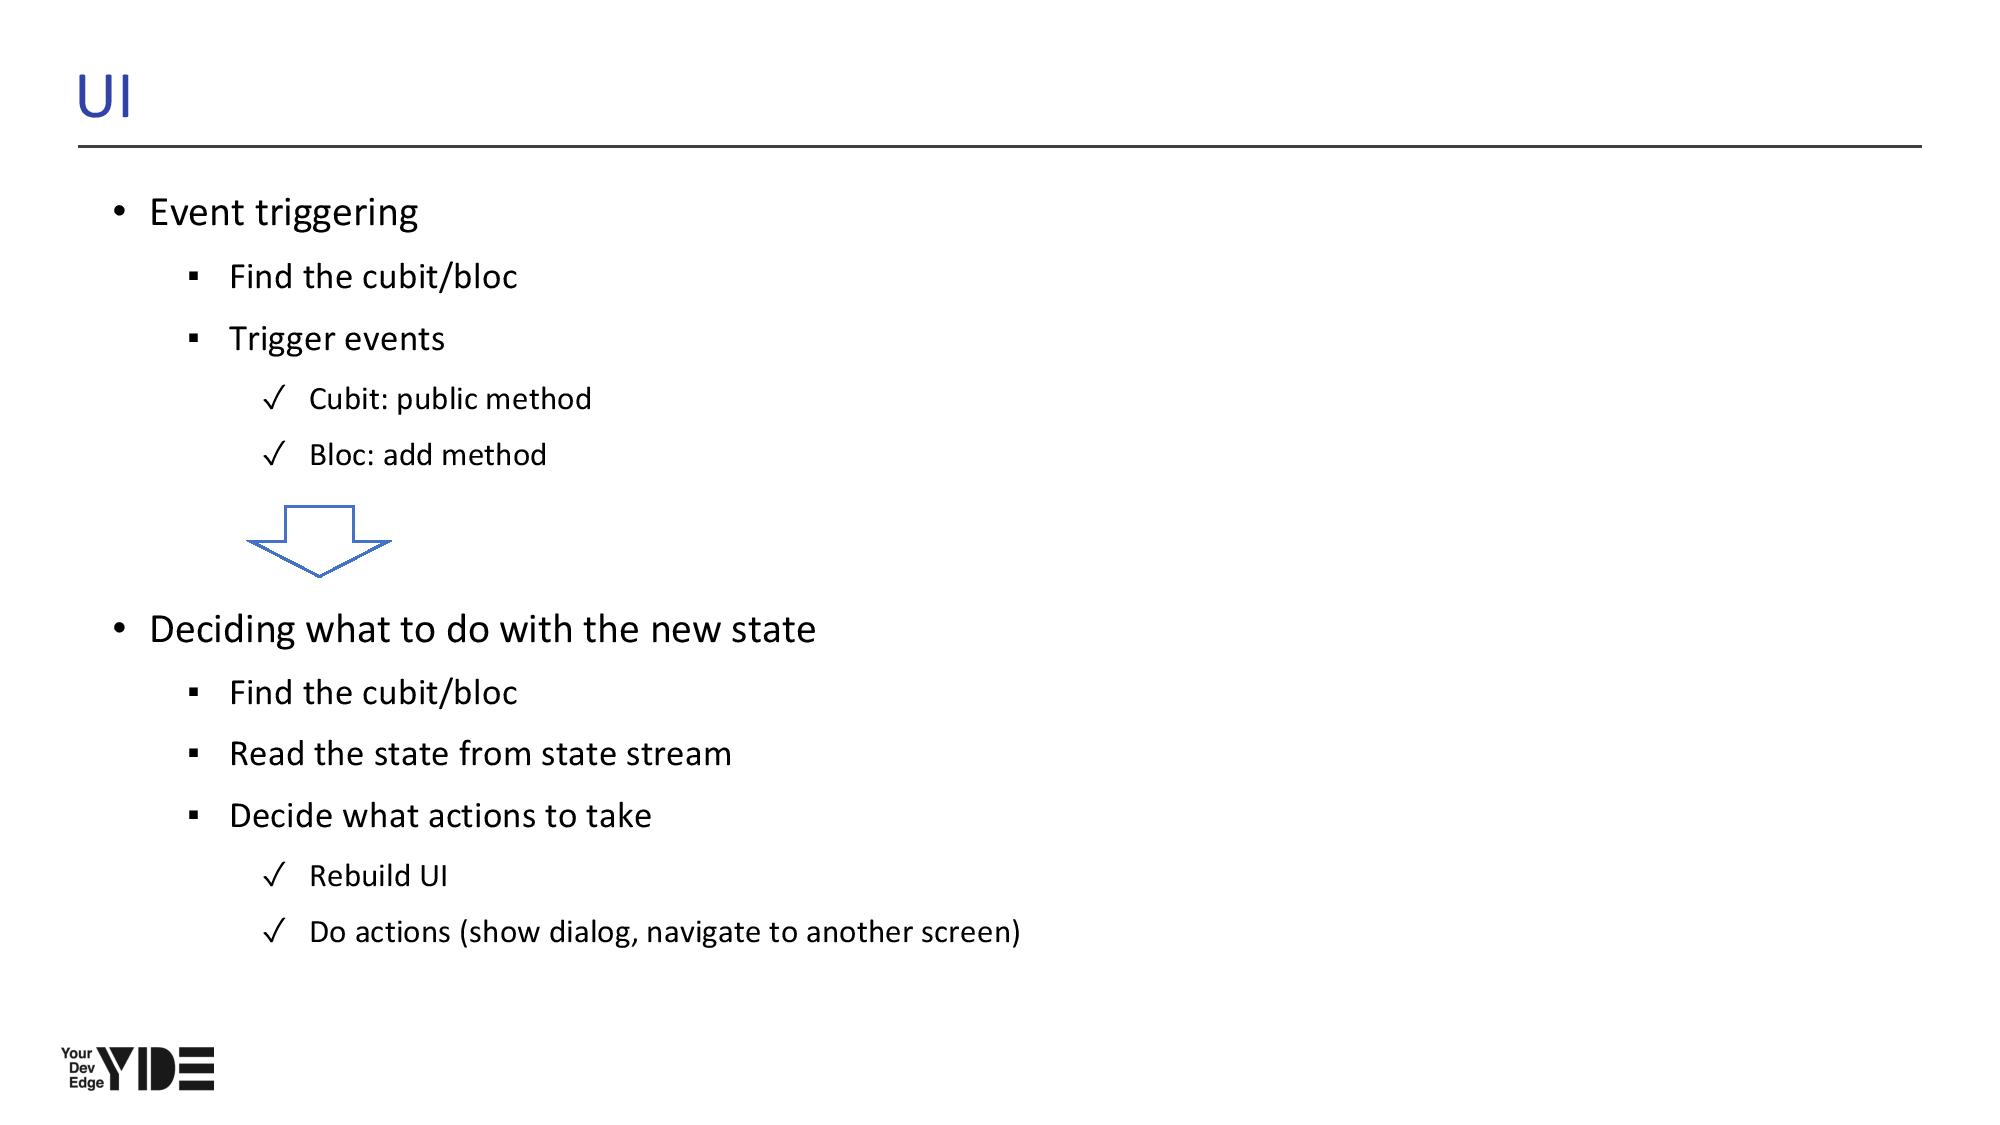 UI
• Event triggering
▪ Find the cubit/bloc
▪ Trigger events
✓ Cubit: public method
✓ Bloc: add method
• Deciding what to do with the new state
▪ Find the cubit/bloc
▪ Read the state from state stream
▪ Decide what actions to take
✓ Rebuild UI
✓ Do actions (show dialog, navigate to another screen)
Your
Dev
Edge
YDE